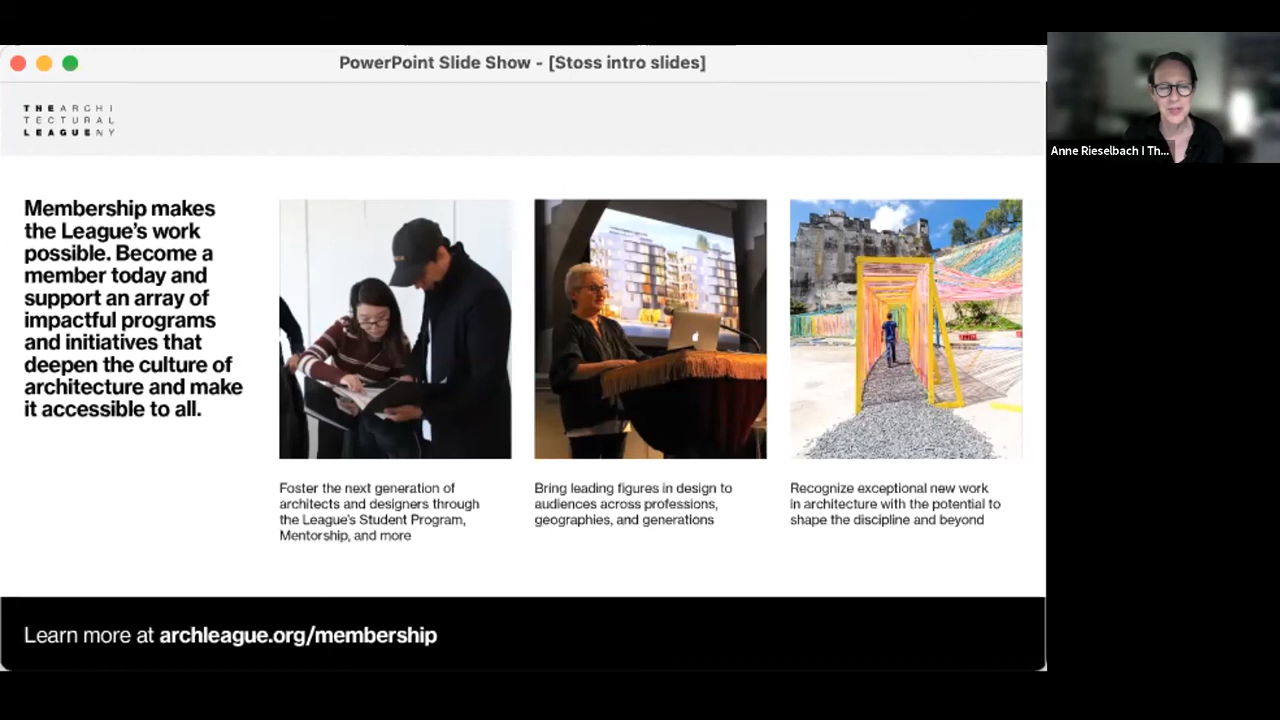 PowerPoint Slide Show - [Stoss intro slides]
THE ARCHI
TECTURAL
LEAGUE NY
Anne Rieselbach I Th...
Membership makes
the League's work
possible. Become a
member today and
support an array of
impactful programs
and initiatives that
deepen the culture of
architecture and make
it accessible to all.
Foster the next generation of
architects and designers through
the League's Student Program,
Mentorship, and more
Bring leading figures in design to
audiences across professions,
geographies, and generations
Recognize exceptional new work
in architecture with the potential to
shape the discipline and beyond
Learn more at archleague.org/membership